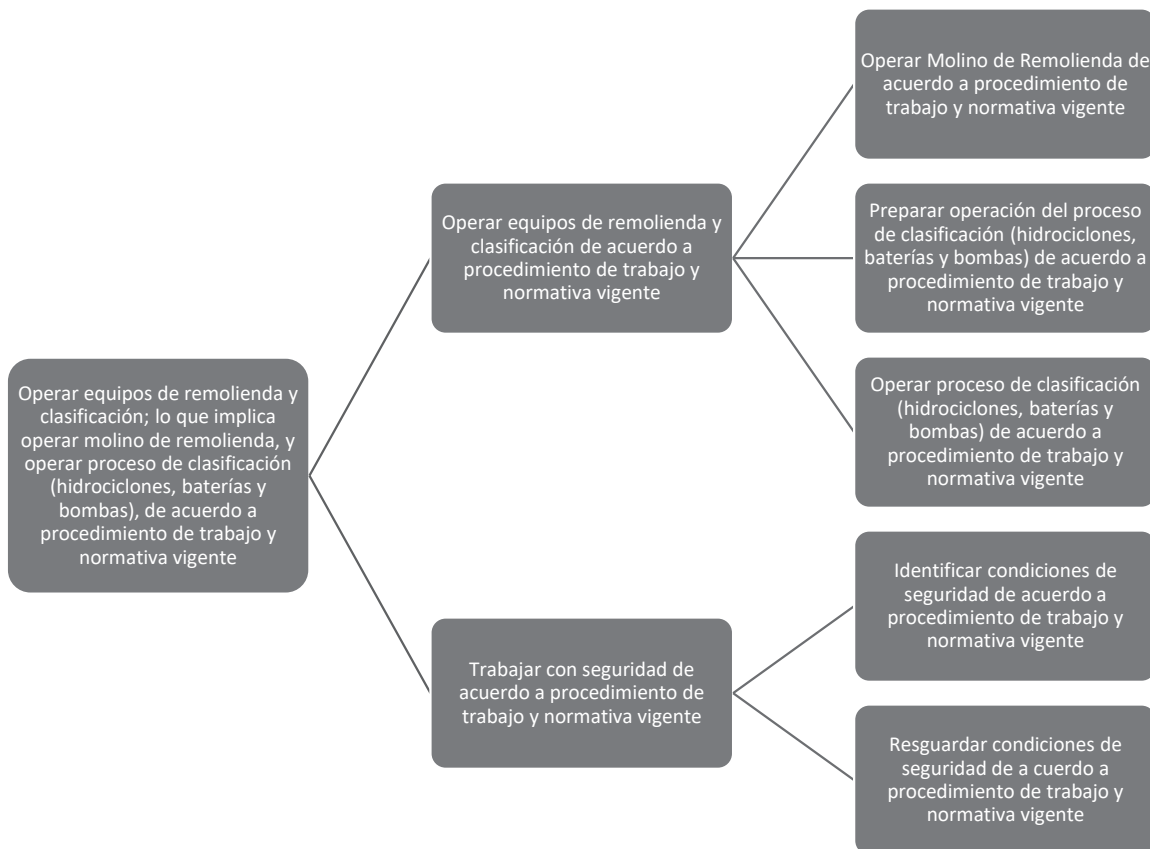 Operar Molino de Remolienda de
acuerdo a procedimiento de
trabajo y normativa vigente
Operar equipos de remolienda y
clasificación de acuerdo a
procedimiento de trabajo y
normativa vigente
Preparar operación del proceso
de clasificación (hidrociclones,
baterías y bombas) de acuerdo a
procedimiento de trabajo y
normativa vigente
Operar proceso de clasificación
(hidrociclones, baterías y
bombas) de acuerdo a
procedimiento de trabajo y
normativa vigente
Operar equipos de remolienda y
clasificación; lo que implica
operar molino de remolienda, y
operar proceso de clasificación
(hidrociclones, baterías y
bombas), de acuerdo a
procedimiento de trabajo y
normativa vigente
Identificar condiciones de
seguridad de acuerdo a
procedimiento de trabajo y
normativa vigente
Trabajar con seguridad de
acuerdo a procedimiento de
trabajo y normativa vigente
Resguardar condiciones de
seguridad de a cuerdo a
procedimiento de trabajo y
normativa vigente